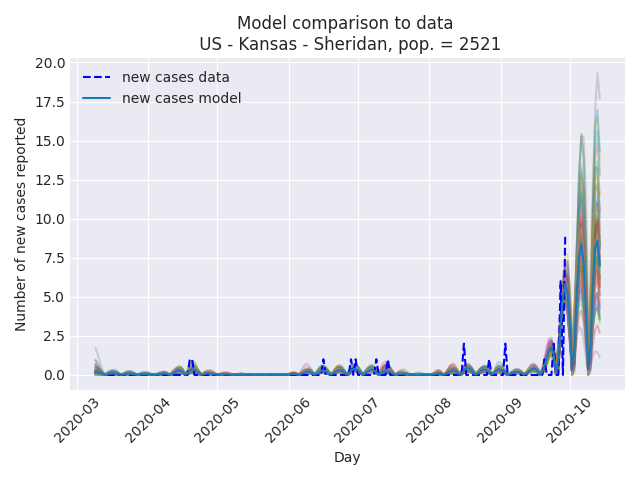 Model comparison to data
US - Kansas - Sheridan, pop. = 2521
20.0
17.5
15.0
12.5
10.0
7.5
5.0
2.5
0.0
Number of new cases reported
new cases data
new cases model
2020-03
2020-04
2020-05
2020-06
2020-07
2020-08
2020-09
2020-10
Day